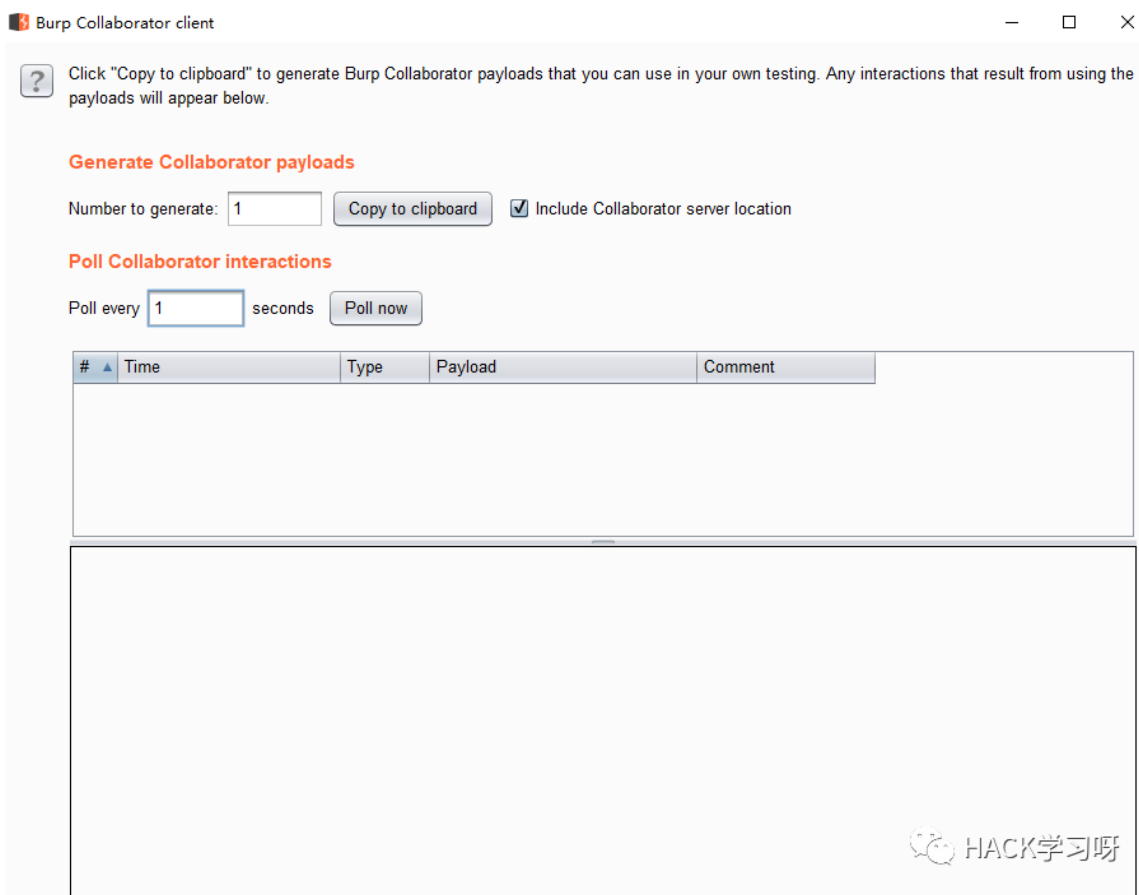 Burp Collaborator client
?
Click "Copy to clipboard" to generate Burp Collaborator payloads that you can use in your own testing. Any interactions that result from using the
payloads will appear below.
Generate Collaborator payloads
Number to generate: 1 Copy to clipboard Include Collaborator server location
Poll Collaborator interactions
Poll every 1 seconds Poll now
# Time Type Payload Comment
HACK学习呀